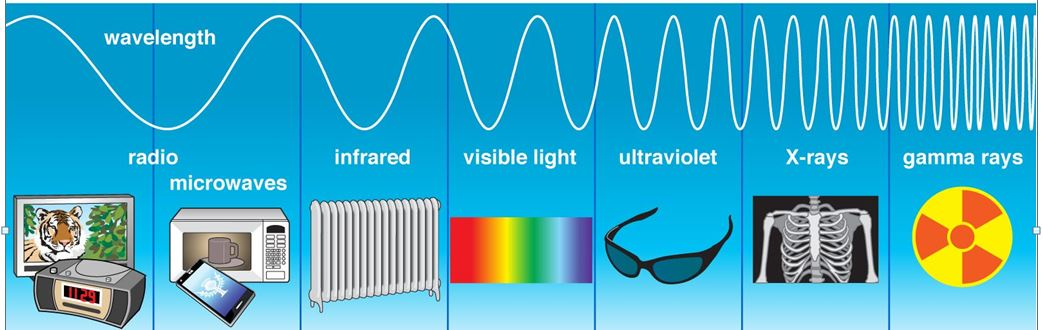 wavelength
radio
microwaves
infrared
visible light
ultraviolet
X-rays
gamma rays
11:29